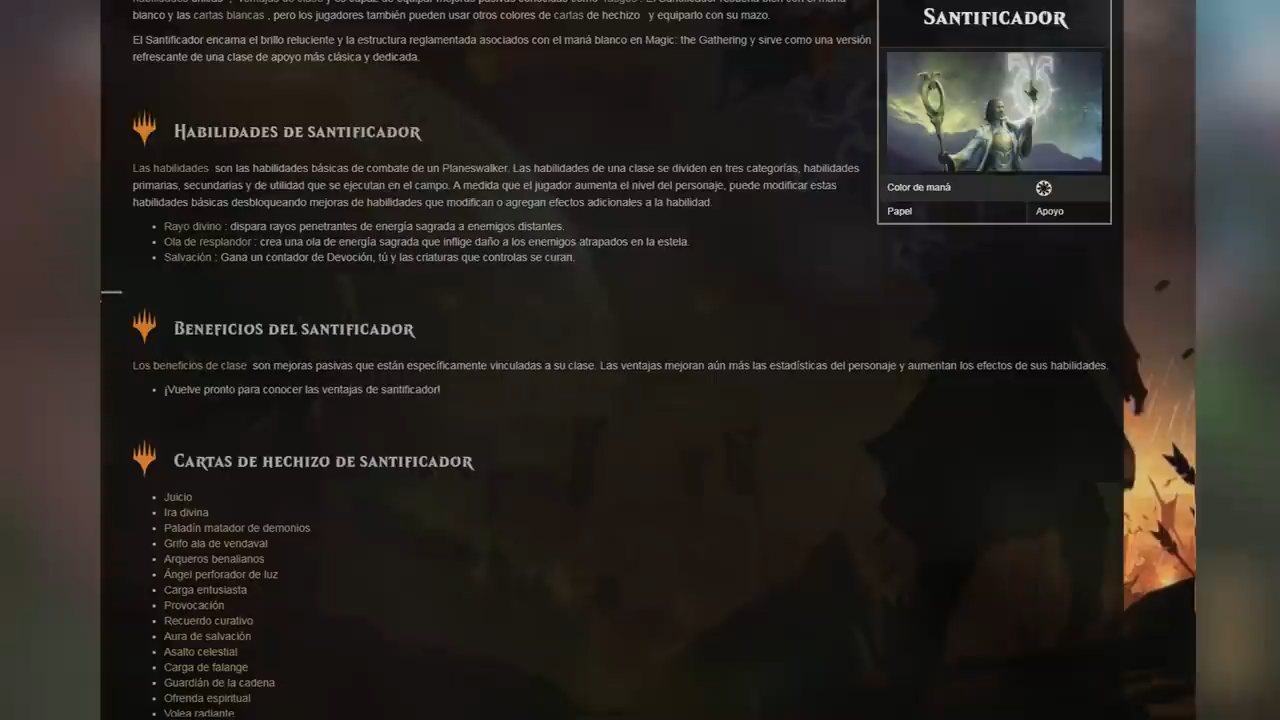 blanco y las cartas blancas , pero los jugadores también pueden usar otros colores de cartas de hechizo y equiparlo con su mazo.
El Santificador encarna el brillo reluciente y la estructura reglamentada asociados con el maná blanco en Magic: the Gathering y sirve como una versión
refrescante de una clase de apoyo más clásica y dedicada.
Santificador
Color de maná
Papel Apoyo
Habilidades de santificador
Las habilidades son las habilidades básicas de combate de un Planeswalker. Las habilidades de una clase se dividen en tres categorías, habilidades
primarias, secundarias y de utilidad que se ejecutan en el campo. A medida que el jugador aumenta el nivel del personaje, puede modificar estas
habilidades básicas desbloqueando mejoras de habilidades que modifican o agregan efectos adicionales a la habilidad.
Rayo divino : dispara rayos penetrantes de energía sagrada a enemigos distantes.
Ola de resplandor : crea una ola de energía sagrada que inflige daño a los enemigos atrapados en la estela.
Salvación : Gana un contador de Devoción, tú y las criaturas que controlas se curan.
Beneficios del santificador
Los beneficios de clase son mejoras pasivas que están específicamente vinculadas a su clase. Las ventajas mejoran aún más las estadísticas del personaje y aumentan los efectos de sus habilidades.
¡Vuelve pronto para conocer las ventajas de santificador!
Cartas de hechizo de santificador
Juicio
Ira divina
Paladín matador de demonios
Grifo ala de vendaval
Arqueros benalianos
Ángel perforador de luz
Carga entusiasta
Provocación
Recuerdo curativo
Aura de salvación
Asalto celestial
Carga de falange
Guardián de la cadena
Ofrenda espiritual
Volea radiante